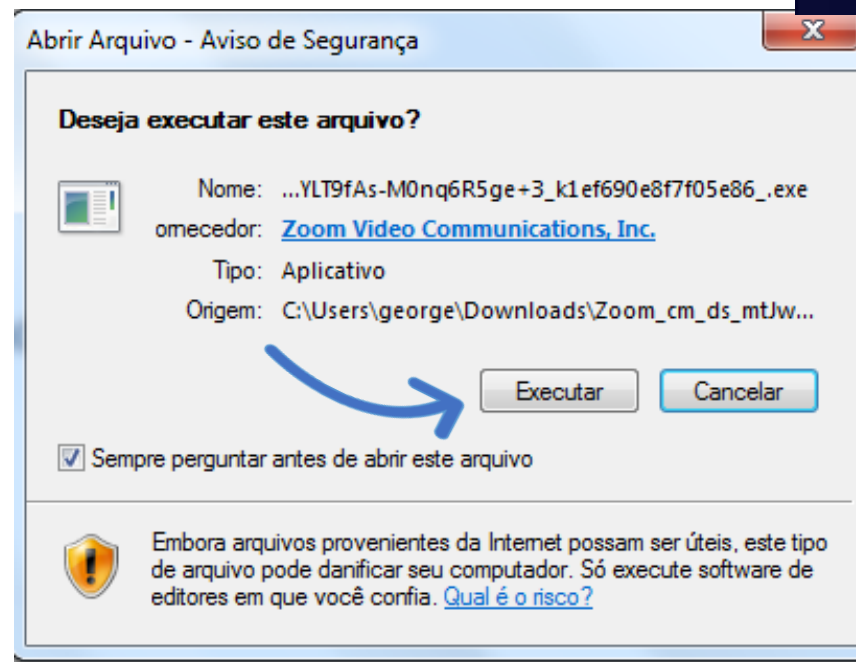 Abrir Arquivo - Aviso de Segurança
Deseja executar este arquivo?
Nome: ...YLT9fAs-M0nq6R5ge+3_k1ef690e8f7f05e86_.exe
ornecedor: Zoom Video Communications, Inc.
Tipo: Aplicativo
Origem: C:\Users\george\Downloads\Zoom_cm_ds_mtJw...
Executar Cancelar
Sempre perguntar antes de abrir este arquivo
Embora arquivos provenientes da Internet possam ser úteis, este tipo
de arquivo pode danificar seu computador. Só execute software de
editores em que você confia. Qual é o risco?